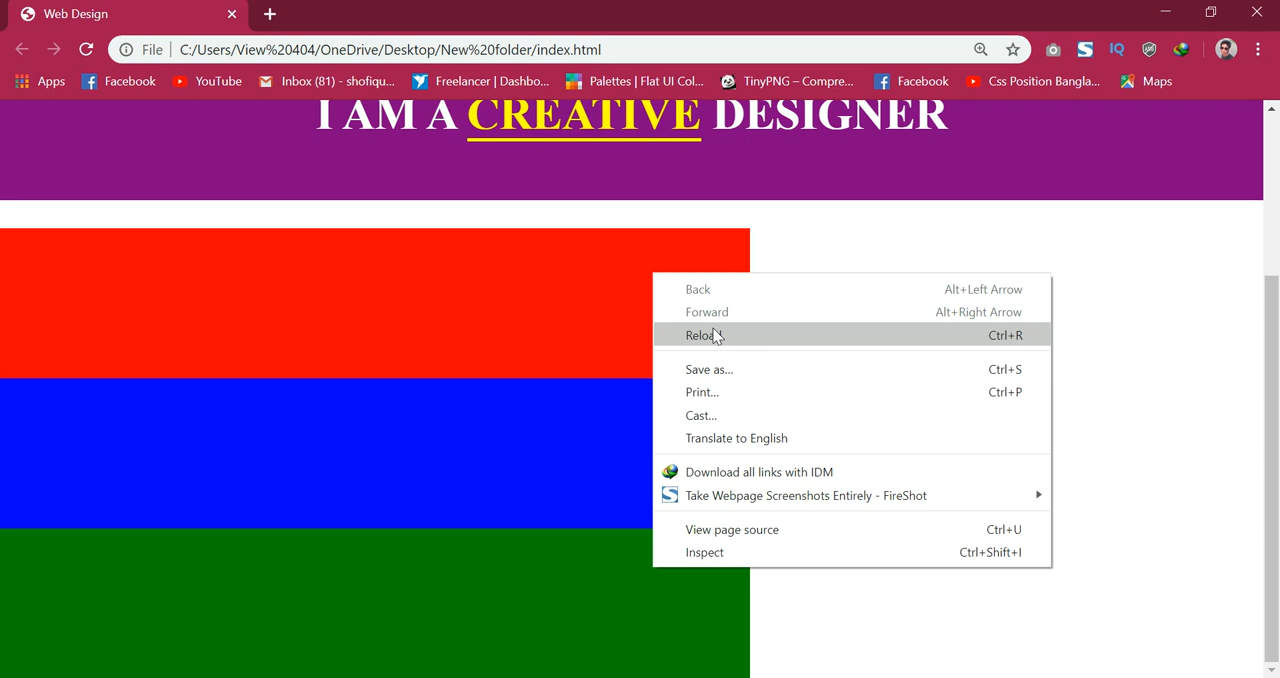 Web Design
File C:/Users/View%20404/OneDrive/Desktop/New%20folder/index.html
IQ
Apps Facebook YouTube Inbox (81) - shofiqu... Freelancer | Dashbo... Palettes | Flat UI Col... TinyPNG – Compre... Facebook Css Position Bangla... Maps
I AM A CREATIVE DESIGNER
Back Alt+Left Arrow
Forward Alt+Right Arrow
Reload Ctrl+R
Save as... Ctrl+S
Print... Ctrl+P
Cast...
Translate to English
Download all links with IDM
Take Webpage Screenshots Entirely - FireShot
View page source Ctrl+U
Inspect Ctrl+Shift+I